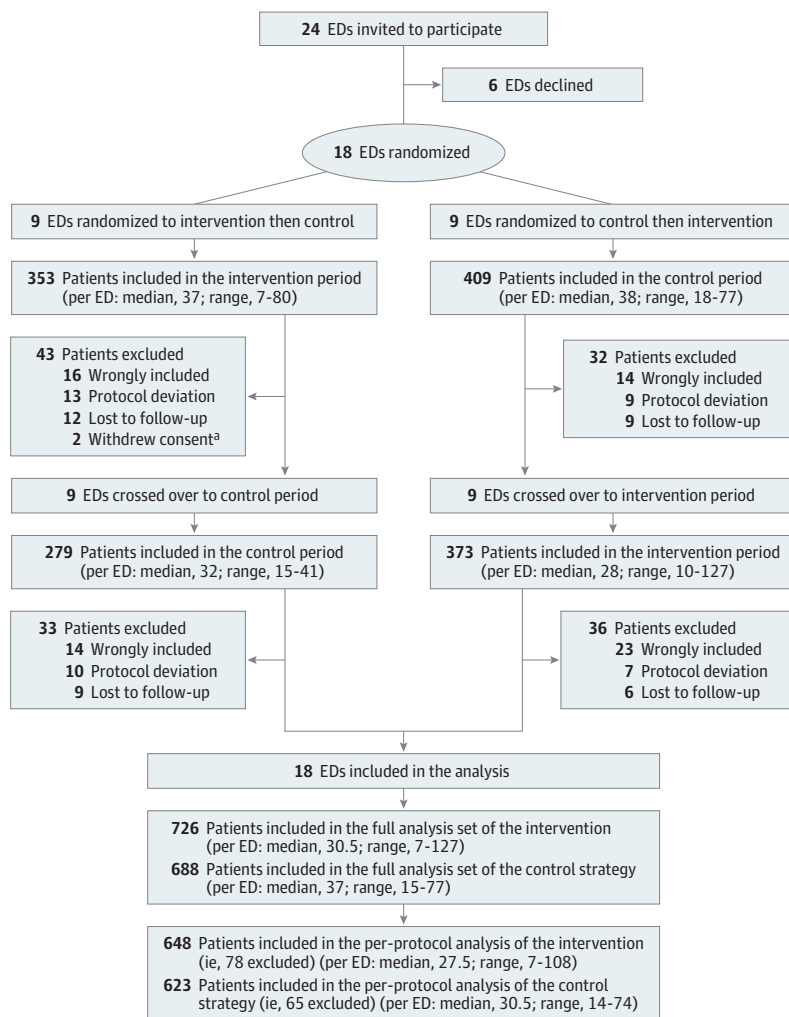 24 EDs invited to participate
6 EDs declined
18 EDs randomized
9 EDs randomized to intervention then control
9 EDs randomized to control then intervention
353 Patients included in the intervention period
(per ED: median, 37; range, 7-80)
409 Patients included in the control period
(per ED: median, 38; range, 18-77)
43 Patients excluded
16 Wrongly included
13 Protocol deviation
12 Lost to follow-up
2 Withdrew consentᵃ
32 Patients excluded
14 Wrongly included
9 Protocol deviation
9 Lost to follow-up
9 EDs crossed over to control period
9 EDs crossed over to intervention period
279 Patients included in the control period
(per ED: median, 32; range, 15-41)
373 Patients included in the intervention period
(per ED: median, 28; range, 10-127)
33 Patients excluded
14 Wrongly included
10 Protocol deviation
9 Lost to follow-up
36 Patients excluded
23 Wrongly included
7 Protocol deviation
6 Lost to follow-up
18 EDs included in the analysis
726 Patients included in the full analysis set of the intervention
(per ED: median, 30.5; range, 7-127)
688 Patients included in the full analysis set of the control strategy
(per ED: median, 37; range, 15-77)
648 Patients included in the per-protocol analysis of the intervention
(ie, 78 excluded) (per ED: median, 27.5; range, 7-108)
623 Patients included in the per-protocol analysis of the control
strategy (ie, 65 excluded) (per ED: median, 30.5; range, 14-74)